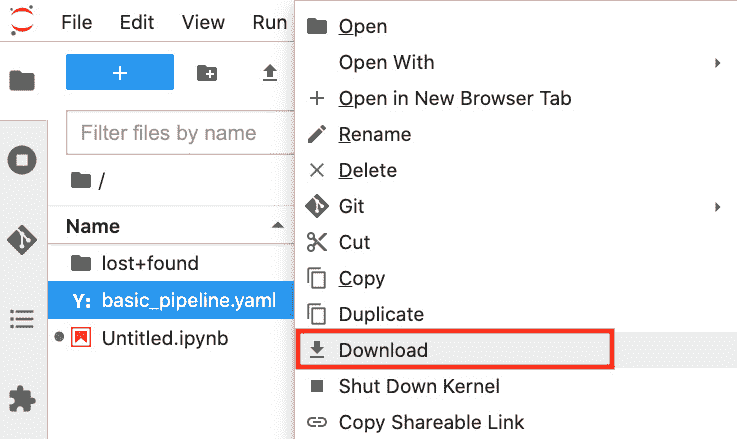 File Edit View Run
Filter files by name
/
Name
lost+found
Y: basic_pipeline.yaml
Untitled.ipynb
Open
Open With
Open in New Browser Tab
Rename
Delete
Git
Cut
Copy
Duplicate
Download
Shut Down Kernel
Copy Shareable Link